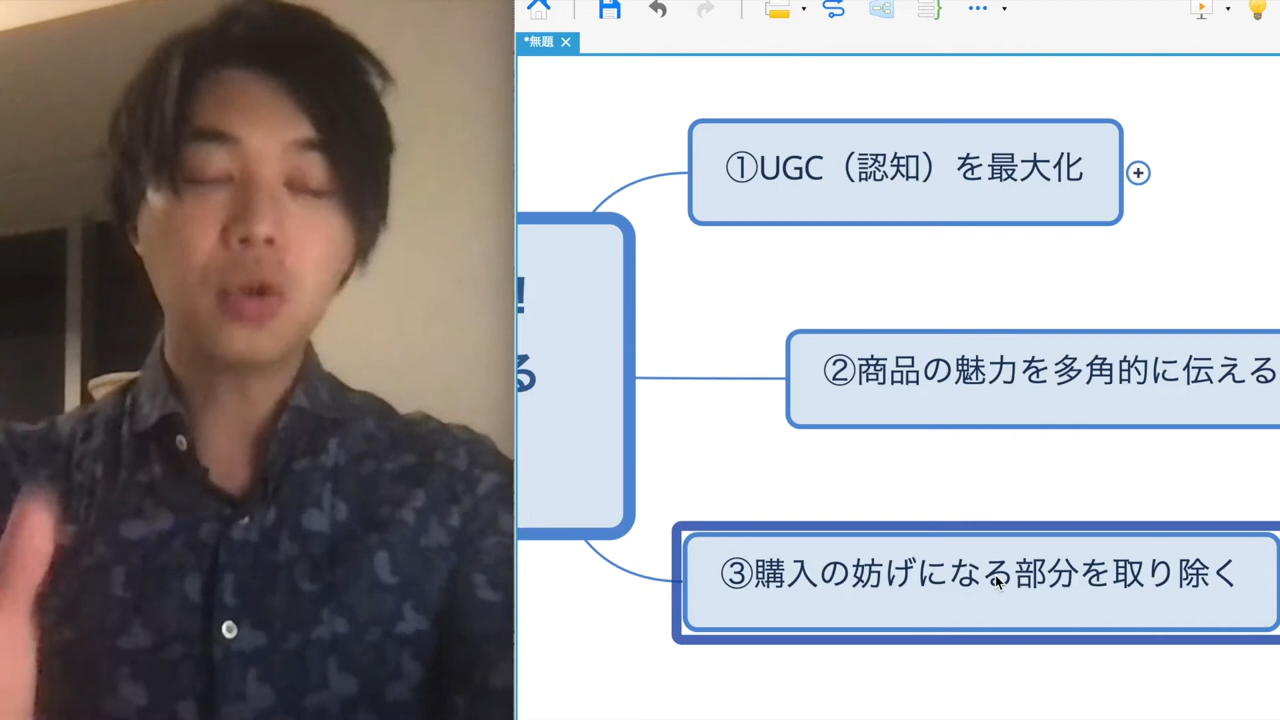 *無題
①UGC（認知）を最大化
！
る
②商品の魅力を多角的に伝える
③購入の妨げになる部分を取り除く